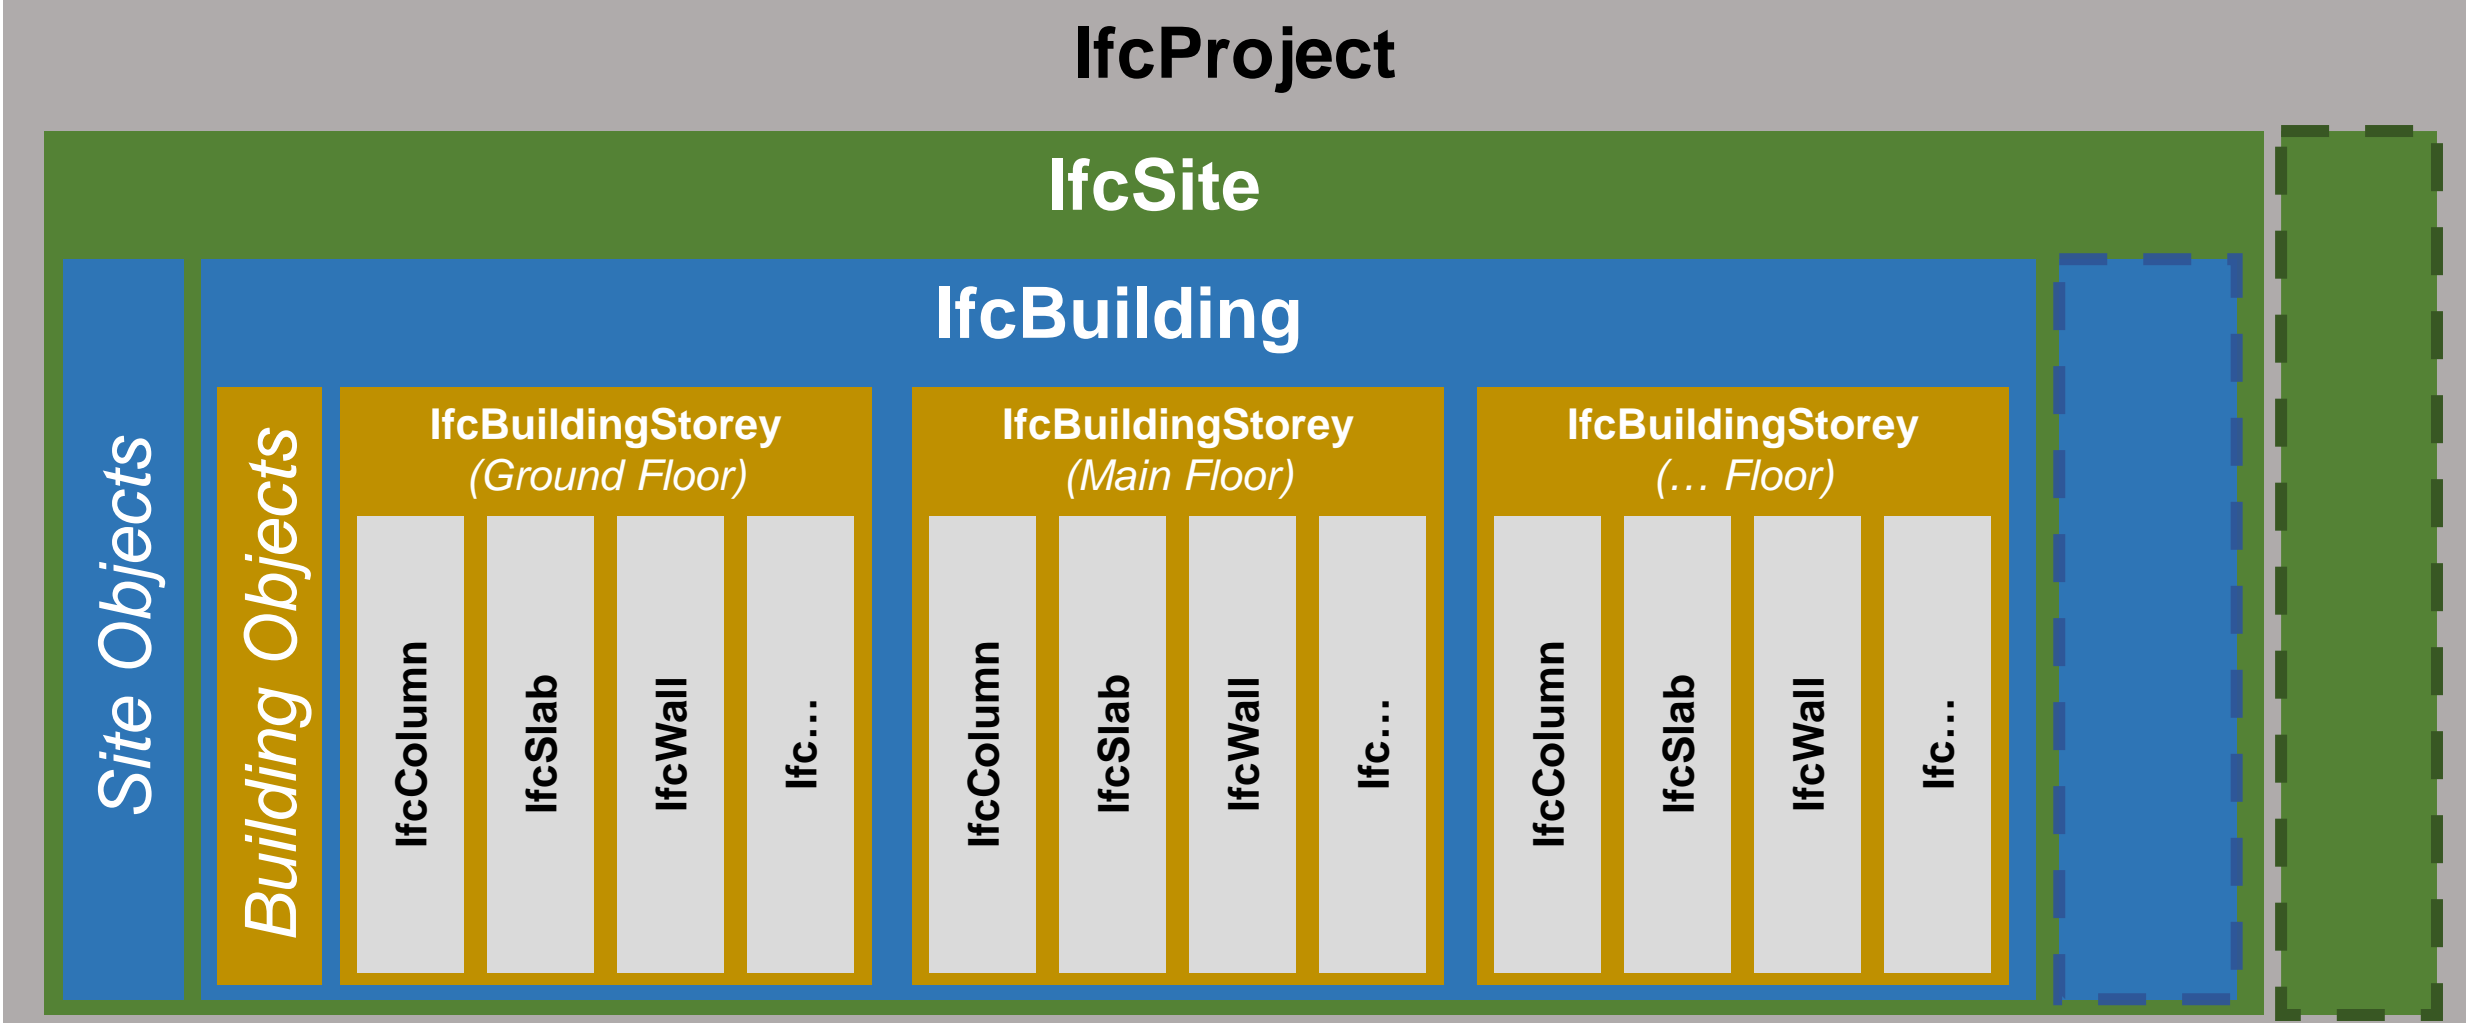 IfcProject
IfcSite
Site Objects
IfcBuilding
Building Objects
IfcBuildingStorey
(Ground Floor)
IfcColumn
IfcSlab
IfcWall
Ifc…
IfcBuildingStorey
(Main Floor)
IfcColumn
IfcSlab
IfcWall
Ifc…
IfcBuildingStorey
(… Floor)
IfcColumn
IfcSlab
IfcWall
Ifc…